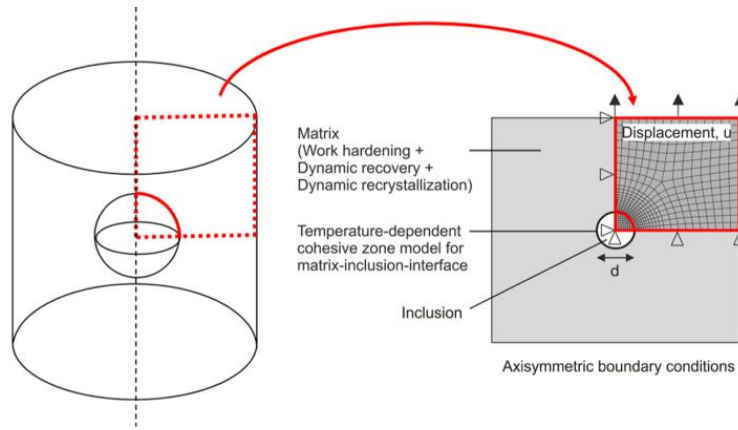 Matrix
(Work hardening +
Dynamic recovery +
Dynamic recrystallization)
Displacement, u
Temperature-dependent
cohesive zone model for
matrix-inclusion-interface
d
Inclusion
Axisymmetric boundary conditions